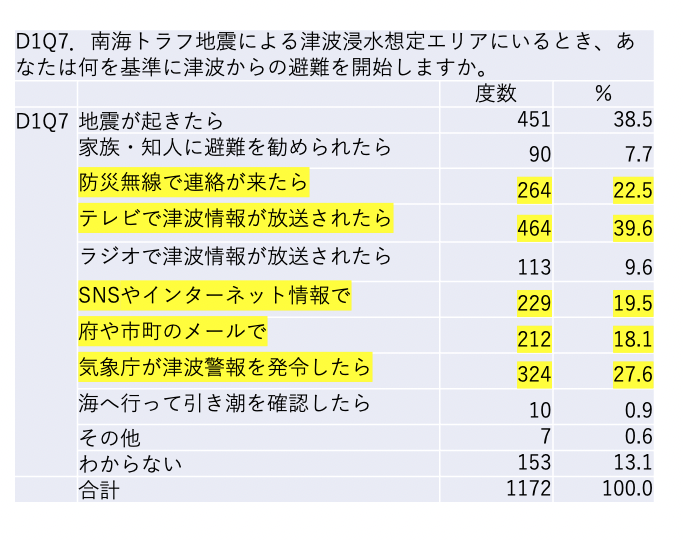 D1Q7．南海トラフ地震による津波浸水想定エリアにいるとき、あ
なたは何を基準に津波からの避難を開始しますか。
度数 %
D1Q7 地震が起きたら 451 38.5
家族・知人に避難を勧められたら 90 7.7
防災無線で連絡が来たら 264 22.5
テレビで津波情報が放送されたら 464 39.6
ラジオで津波情報が放送されたら 113 9.6
SNSやインターネット情報で 229 19.5
府や市町のメールで 212 18.1
気象庁が津波警報を発令したら 324 27.6
海へ行って引き潮を確認したら 10 0.9
その他 7 0.6
わからない 153 13.1
合計 1172 100.0